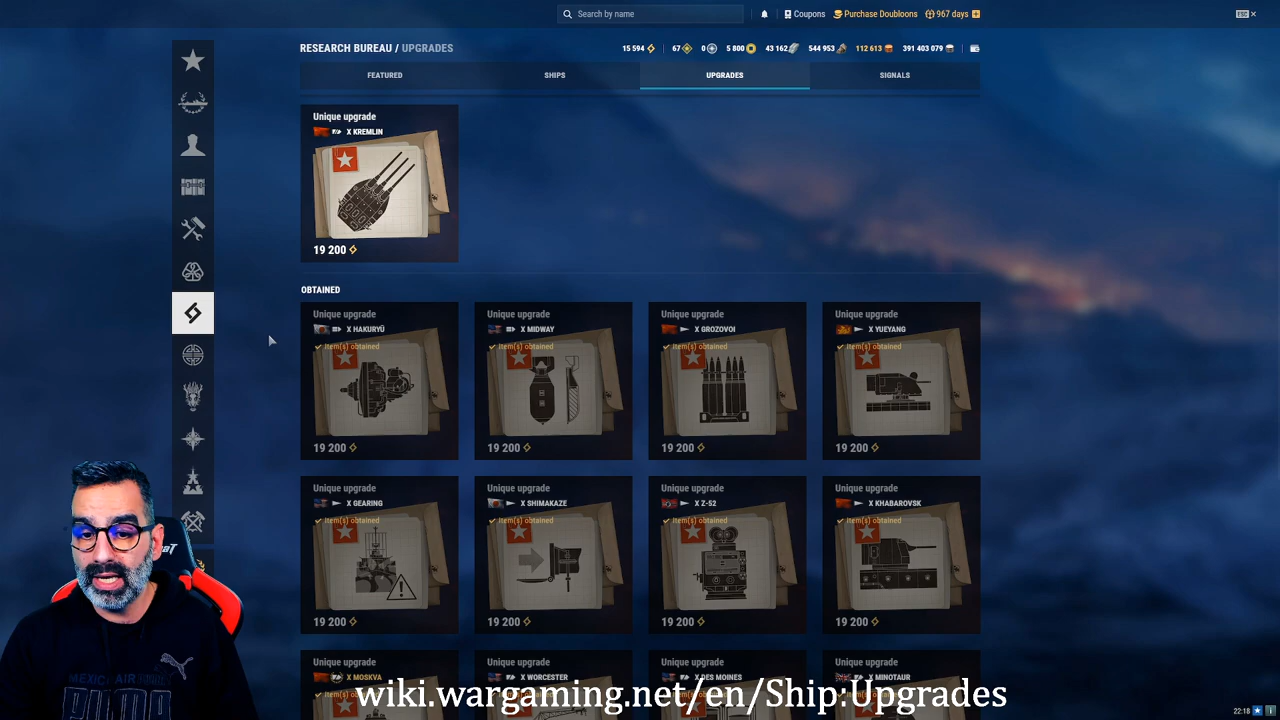 Search by name
Coupons
Purchase Doubloons
967 days
ESC
RESEARCH BUREAU / UPGRADES
15 594
67
0
5 800
43 162
544 953
112 613
391 403 079
FEATURED
SHIPS
UPGRADES
SIGNALS
Unique upgrade
X KREMLIN
19 200
OBTAINED
Unique upgrade
X HAKURYŪ
Item(s) obtained
19 200
Unique upgrade
X MIDWAY
Item(s) obtained
19 200
Unique upgrade
X GROZOVOI
Item(s) obtained
19 200
Unique upgrade
X YUEYANG
Item(s) obtained
19 200
Unique upgrade
X GEARING
Item(s) obtained
19 200
Unique upgrade
X SHIMAKAZE
Item(s) obtained
19 200
Unique upgrade
X Z-52
Item(s) obtained
19 200
Unique upgrade
X KHABAROVSK
Item(s) obtained
19 200
Unique upgrade
X MOSKVA
Unique upgrade
X WORCESTER
Unique upgrade
X DES MOINES
Unique upgrade
X MINOTAUR
wiki.wargaming.net/en/Ship:Upgrades
22:18